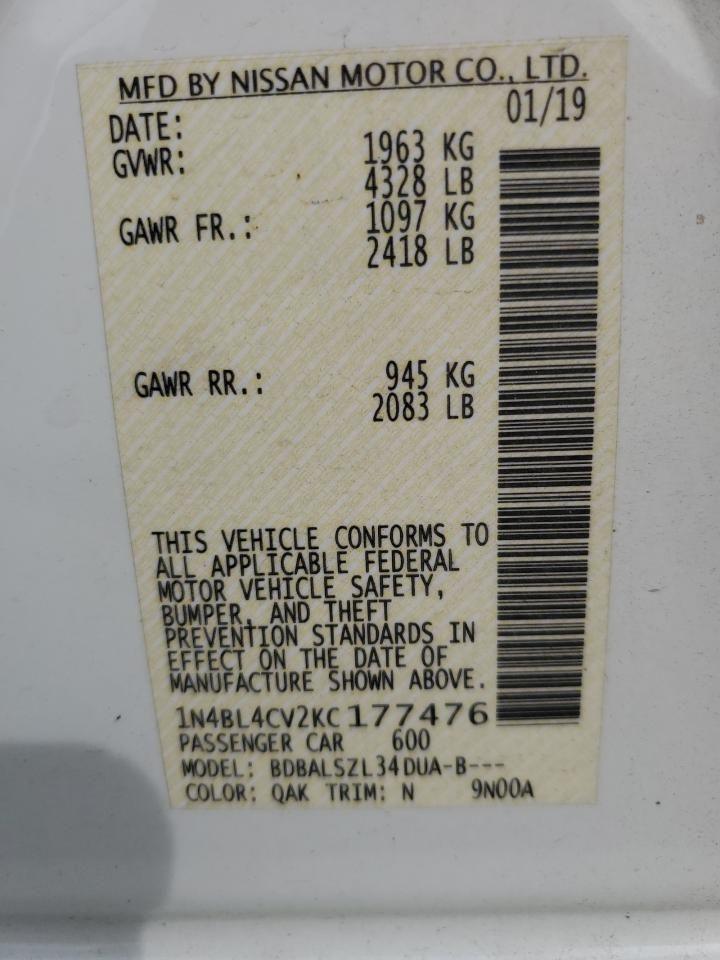 MFD BY NISSAN MOTOR CO., LTD.
DATE: 01/19
GVWR: 1963 KG
4328 LB
GAWR FR.: 1097 KG
2418 LB
GAWR RR.: 945 KG
2083 LB
THIS VEHICLE CONFORMS TO
ALL APPLICABLE FEDERAL
MOTOR VEHICLE SAFETY,
BUMPER, AND THEFT
PREVENTION STANDARDS IN
EFFECT ON THE DATE OF
MANUFACTURE SHOWN ABOVE.
1N4BL4CV2KC177476
PASSENGER CAR 600
MODEL: BDBALSZL34DUA-B---
COLOR: QAK TRIM: N 9N00A